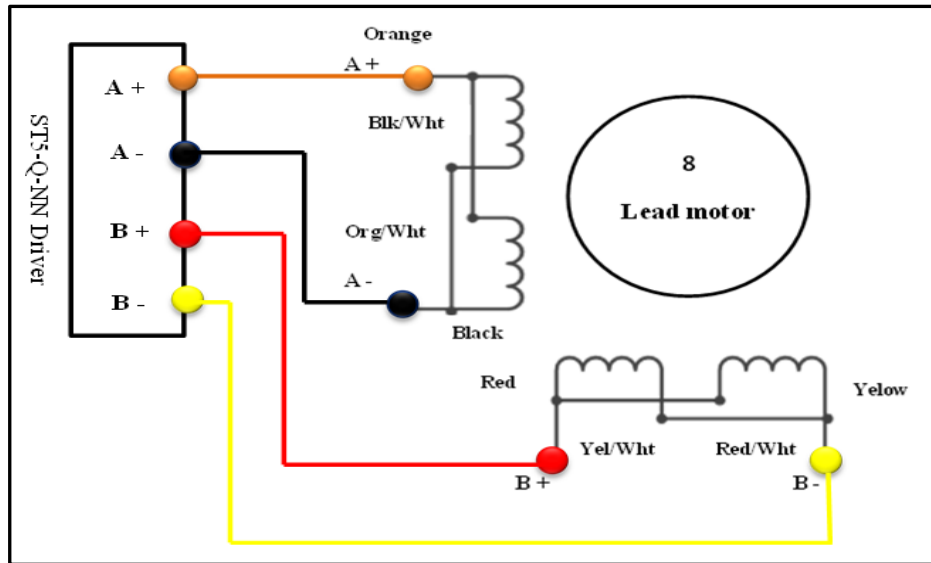 ST5-Q-NN Driver
A +
A -
B +
B -
Orange
A +
Blk/Wht
Org/Wht
A -
Black
8
Lead motor
Red
Yelow
Yel/Wht
Red/Wht
B +
B -